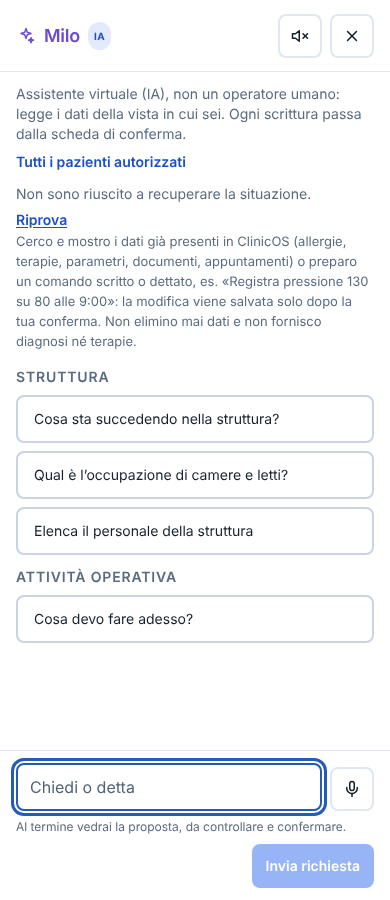 Milo IA
Assistente virtuale (IA), non un operatore umano:
legge i dati della vista in cui sei. Ogni scrittura passa
dalla scheda di conferma.
Tutti i pazienti autorizzati
Non sono riuscito a recuperare la situazione.
Riprova
Cerco e mostro i dati già presenti in ClinicOS (allergie,
terapie, parametri, documenti, appuntamenti) o preparo
un comando scritto o dettato, es. «Registra pressione 130
su 80 alle 9:00»: la modifica viene salvata solo dopo la
tua conferma. Non elimino mai dati e non fornisco
diagnosi né terapie.
STRUTTURA
Cosa sta succedendo nella struttura?
Qual è l’occupazione di camere e letti?
Elenca il personale della struttura
ATTIVITÀ OPERATIVA
Cosa devo fare adesso?
Chiedi o detta
Al termine vedrai la proposta, da controllare e confermare.
Invia richiesta